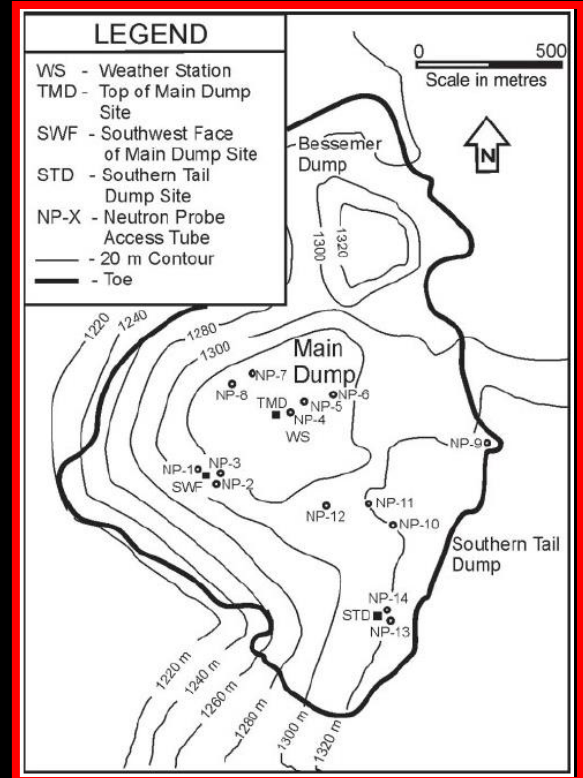 LEGEND
WS - Weather Station
TMD - Top of Main Dump
Site
SWF - Southwest Face
of Main Dump Site
STD - Southern Tail
Dump Site
NP-X - Neutron Probe
Access Tube
- 20 m Contour
- Toe
0 500
Scale in metres
N
Bessemer
Dump
1300
1320
1220
1240
1280
1300
Main
Dump
NP-7
NP-8
NP-6
TMD
NP-5
NP-4
WS
NP-9
NP-1
NP-3
SWF
NP-2
NP-11
NP-12
NP-10
Southern Tail
Dump
NP-14
STD
NP-13
1220 m
1240 m
1260 m
1280 m
1300 m
1320 m